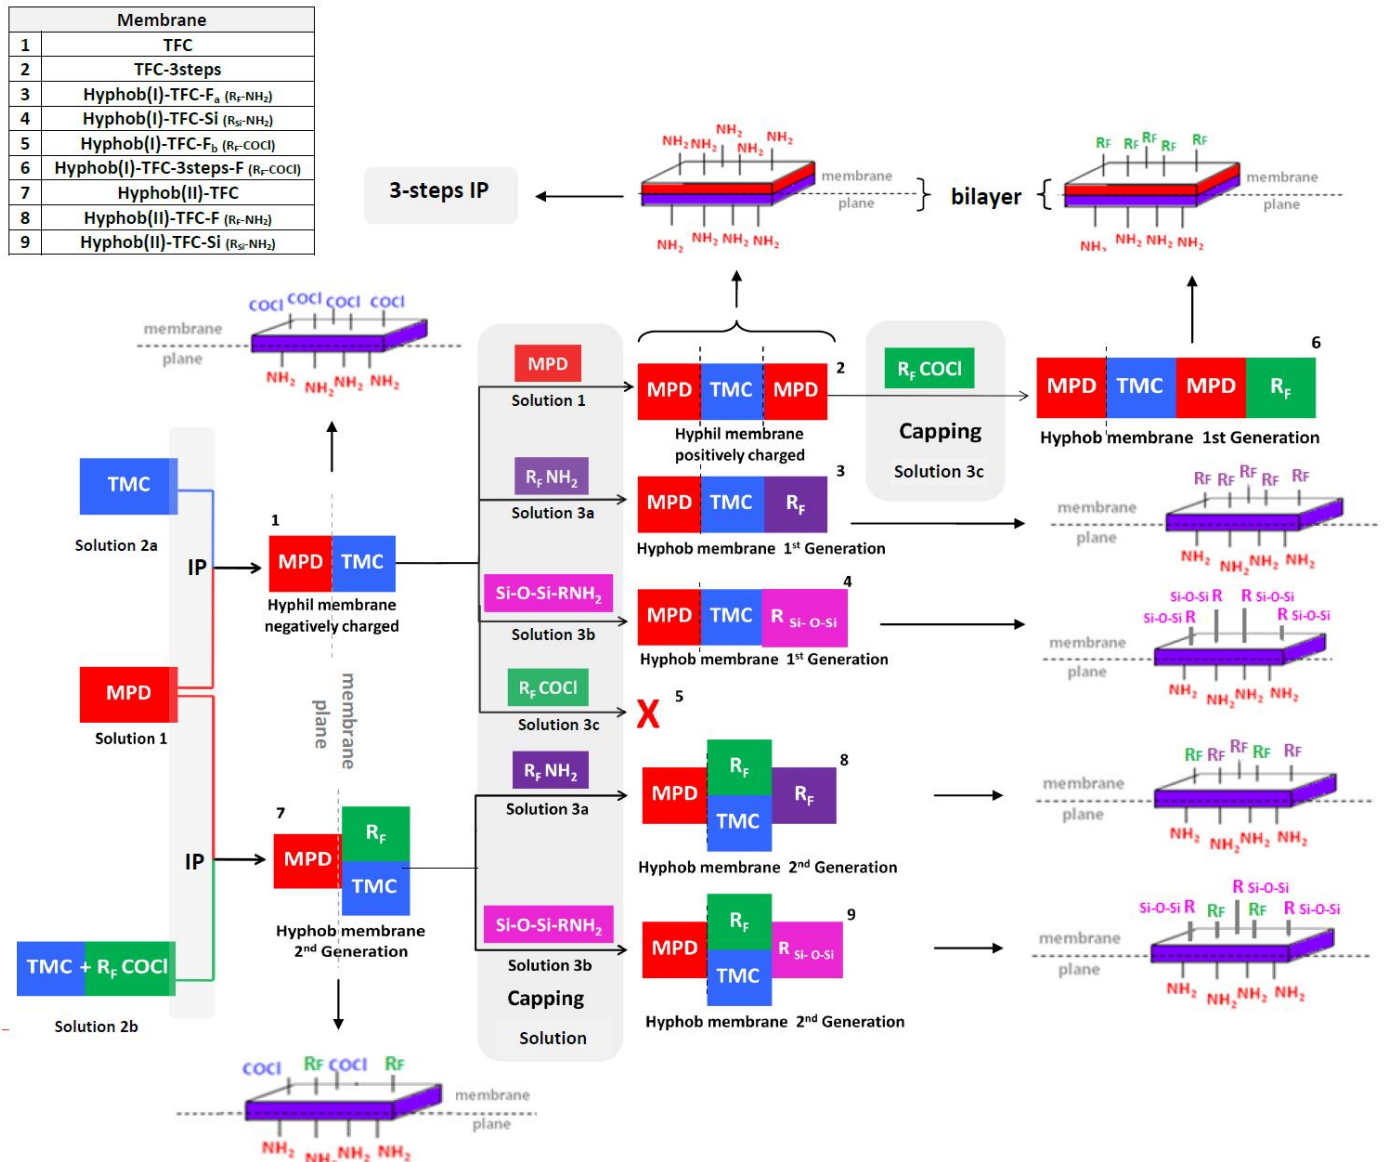 Membrane
1 TFC
2 TFC-3steps
3 Hyphob(I)-TFC-Fa (RF-NH2)
4 Hyphob(I)-TFC-Si (RSi-NH2)
5 Hyphob(I)-TFC-Fb (RF-COCl)
6 Hyphob(I)-TFC-3steps-F (RF-COCl)
7 Hyphob(II)-TFC
8 Hyphob(II)-TFC-F (RF-NH2)
9 Hyphob(II)-TFC-Si (RSi-NH2)
3-steps IP
NH2 NH2 NH2 NH2 NH2
membrane
plane
NH2 NH2 NH2 NH2
bilayer
RF RF RF RF RF
membrane
plane
NH2 NH2 NH2 NH2
COCl COCl COCl COCl
membrane
plane
NH2 NH2 NH2 NH2
MPD
Solution 1
2
MPD TMC MPD
Hyphil membrane
positively charged
RF COCl
Capping
Solution 3c
6
MPD TMC MPD RF
Hyphob membrane 1st Generation
TMC
Solution 2a
IP
MPD
Solution 1
1
MPD TMC
Hyphil membrane
negatively charged
membrane
plane
RF NH2
Solution 3a
3
MPD TMC RF
Hyphob membrane 1st Generation
RF RF RF RF RF
membrane
plane
NH2 NH2 NH2 NH2
Si-O-Si-RNH2
Solution 3b
4
MPD TMC R Si- O-Si
Hyphob membrane 1st Generation
Si-O-Si R R Si-O-Si
Si-O-Si R R Si-O-Si
membrane
plane
NH2 NH2 NH2 NH2
RF COCl
Solution 3c
X
5
IP
TMC + RF COCl
Solution 2b
7
MPD RF
TMC
Hyphob membrane
2nd Generation
RF NH2
Solution 3a
8
RF
MPD RF
TMC
Hyphob membrane 2nd Generation
RF RF RF RF RF
membrane
plane
NH2 NH2 NH2 NH2
Si-O-Si-RNH2
Solution 3b
Capping
Solution
9
RF
MPD R Si- O-Si
TMC
Hyphob membrane 2nd Generation
R Si-O-Si
Si-O-Si R RF RF R Si-O-Si
membrane
plane
NH2 NH2 NH2 NH2
COCl RF COCl RF
membrane
plane
NH2 NH2 NH2 NH2